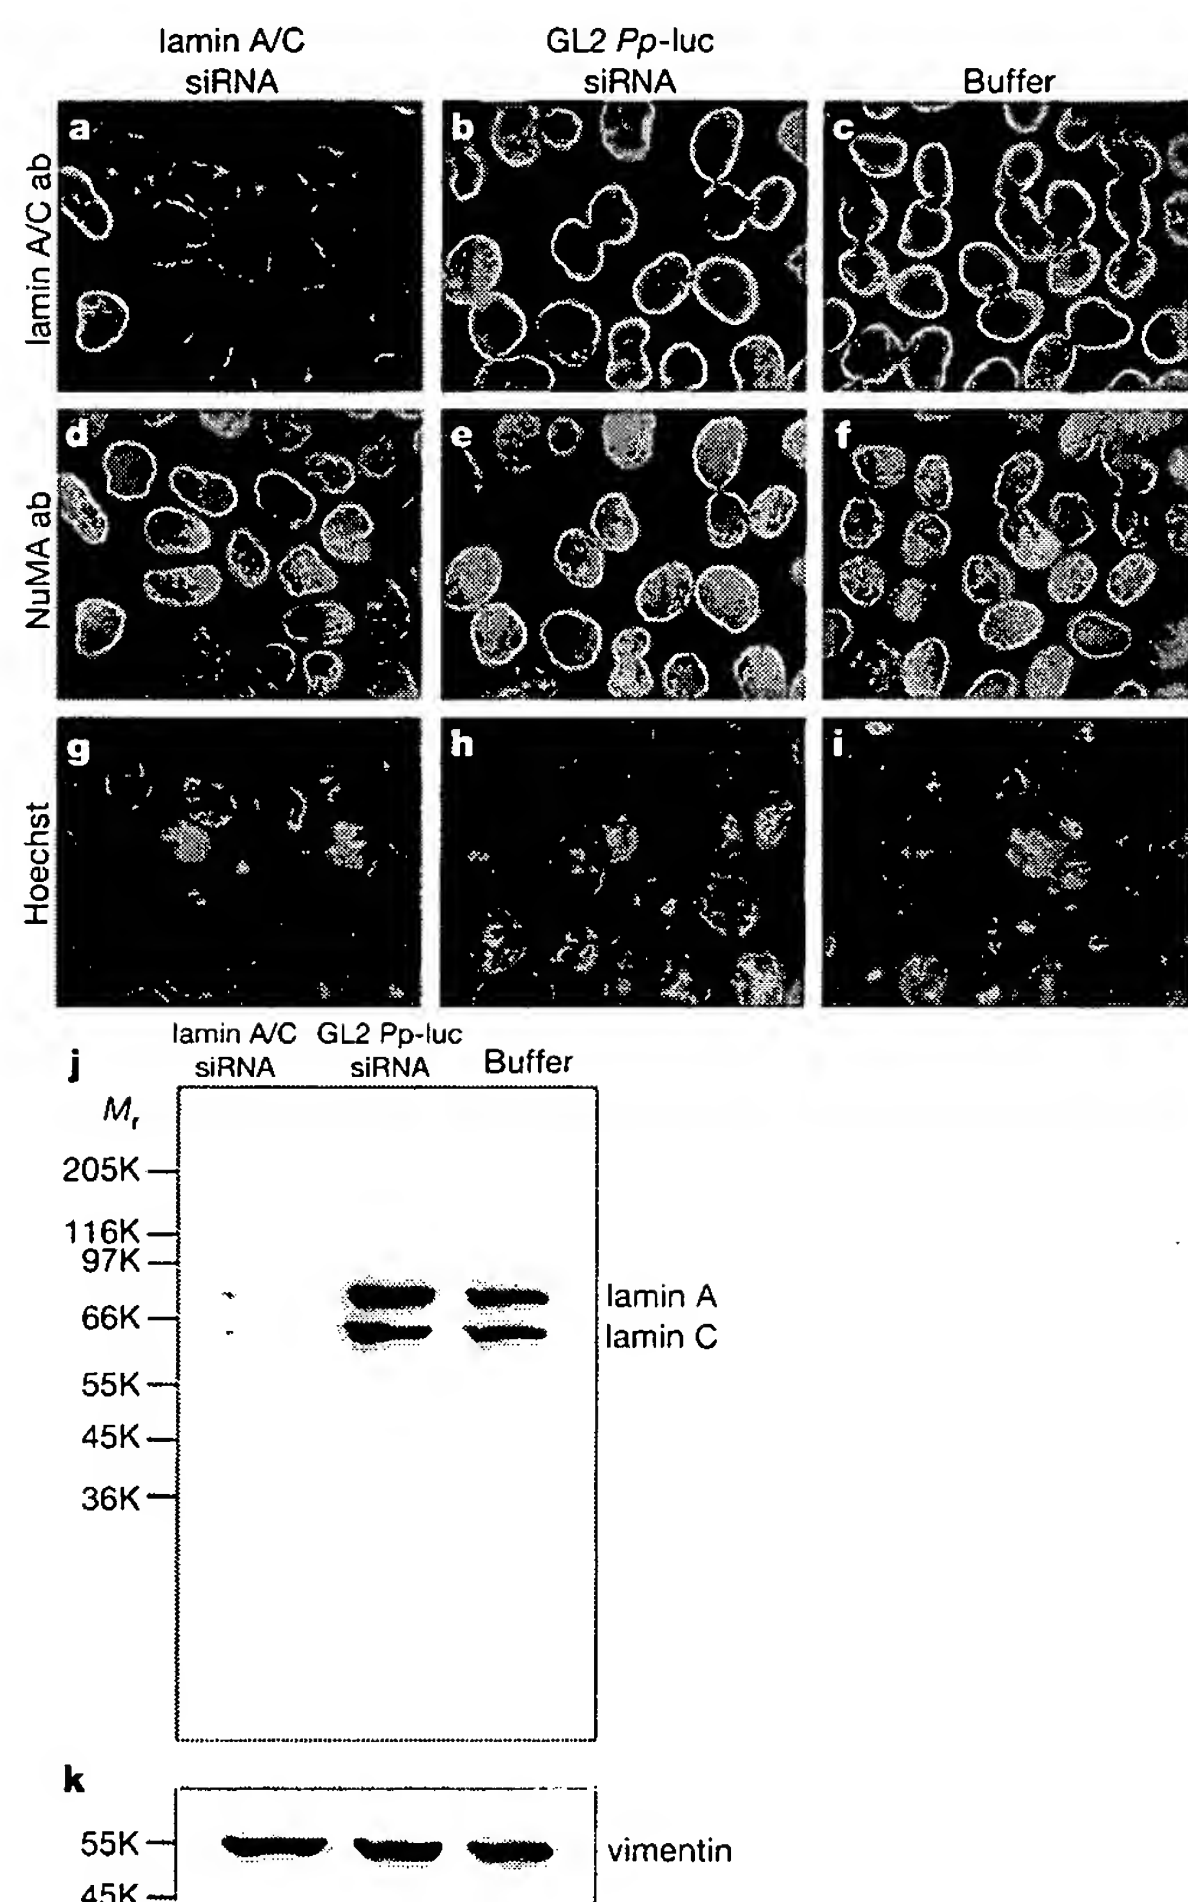 lamin A/C
siRNA
GL2 Pp-luc
siRNA
Buffer
lamin A/C ab
a
b
c
NuMA ab
d
e
f
Hoechst
g
h
i
j
lamin A/C
siRNA
GL2 Pp-luc
siRNA
Buffer
Mr
205K
116K
97K
66K
55K
45K
36K
lamin A
lamin C
k
55K
vimentin
45K